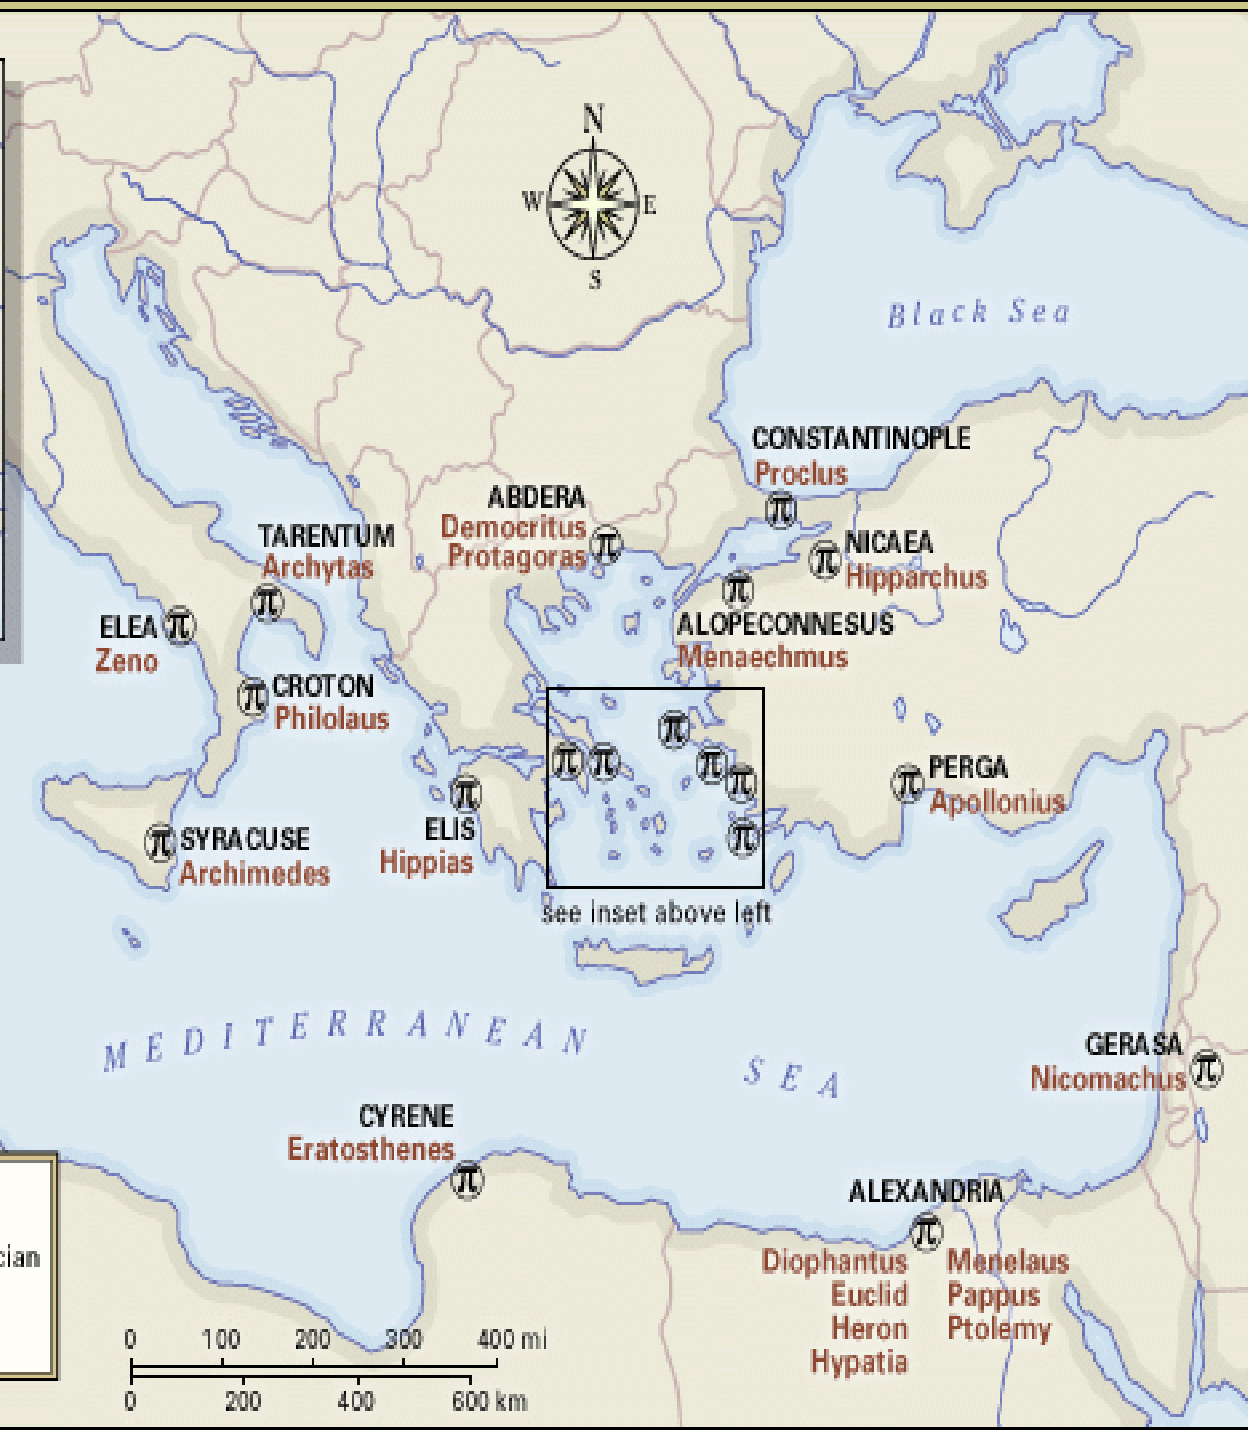 N
W
E
S
Black Sea
CONSTANTINOPLE
Proclus
π
ABDERA
Democritus
Protagoras
π
TARENTUM
Archytas
π
NICAEA
Hipparchus
π
π
ALOPECONNESUS
Menaechmus
ELEA
Zeno
π
CROTON
Philolaus
π
π
π π
π
π
π
PERGA
Apollonius
π
ELIS
Hippias
π
SYRACUSE
Archimedes
π
see inset above left
MEDITERRANEAN SEA
GERASA
Nicomachus
π
CYRENE
Eratosthenes
π
ALEXANDRIA
π
Diophantus
Euclid
Heron
Hypatia
Menelaus
Pappus
Ptolemy
cian
0 100 200 300 400 mi
0 200 400 600 km